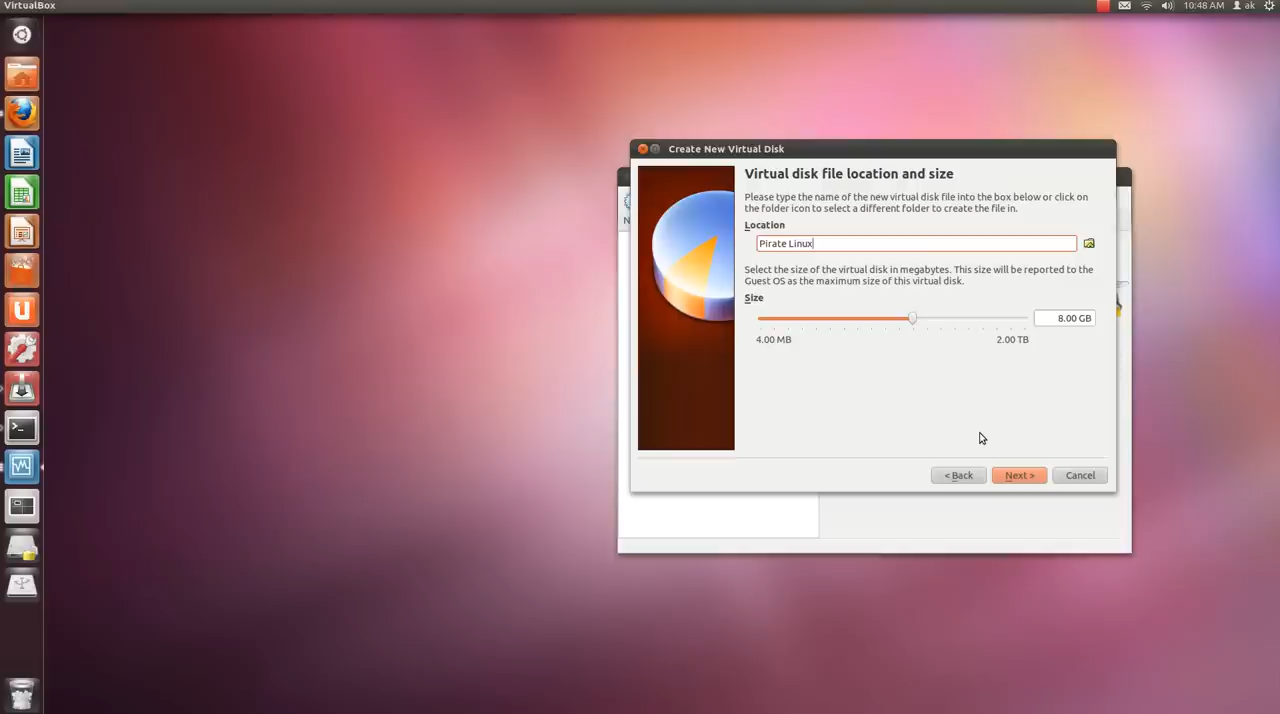 VirtualBox
10:48 AM
ak
Create New Virtual Disk
Virtual disk file location and size
Please type the name of the new virtual disk file into the box below or click on
the folder icon to select a different folder to create the file in.
Location
Pirate Linux
Select the size of the virtual disk in megabytes. This size will be reported to the
Guest OS as the maximum size of this virtual disk.
Size
8.00 GB
4.00 MB
2.00 TB
< Back
Next >
Cancel
N